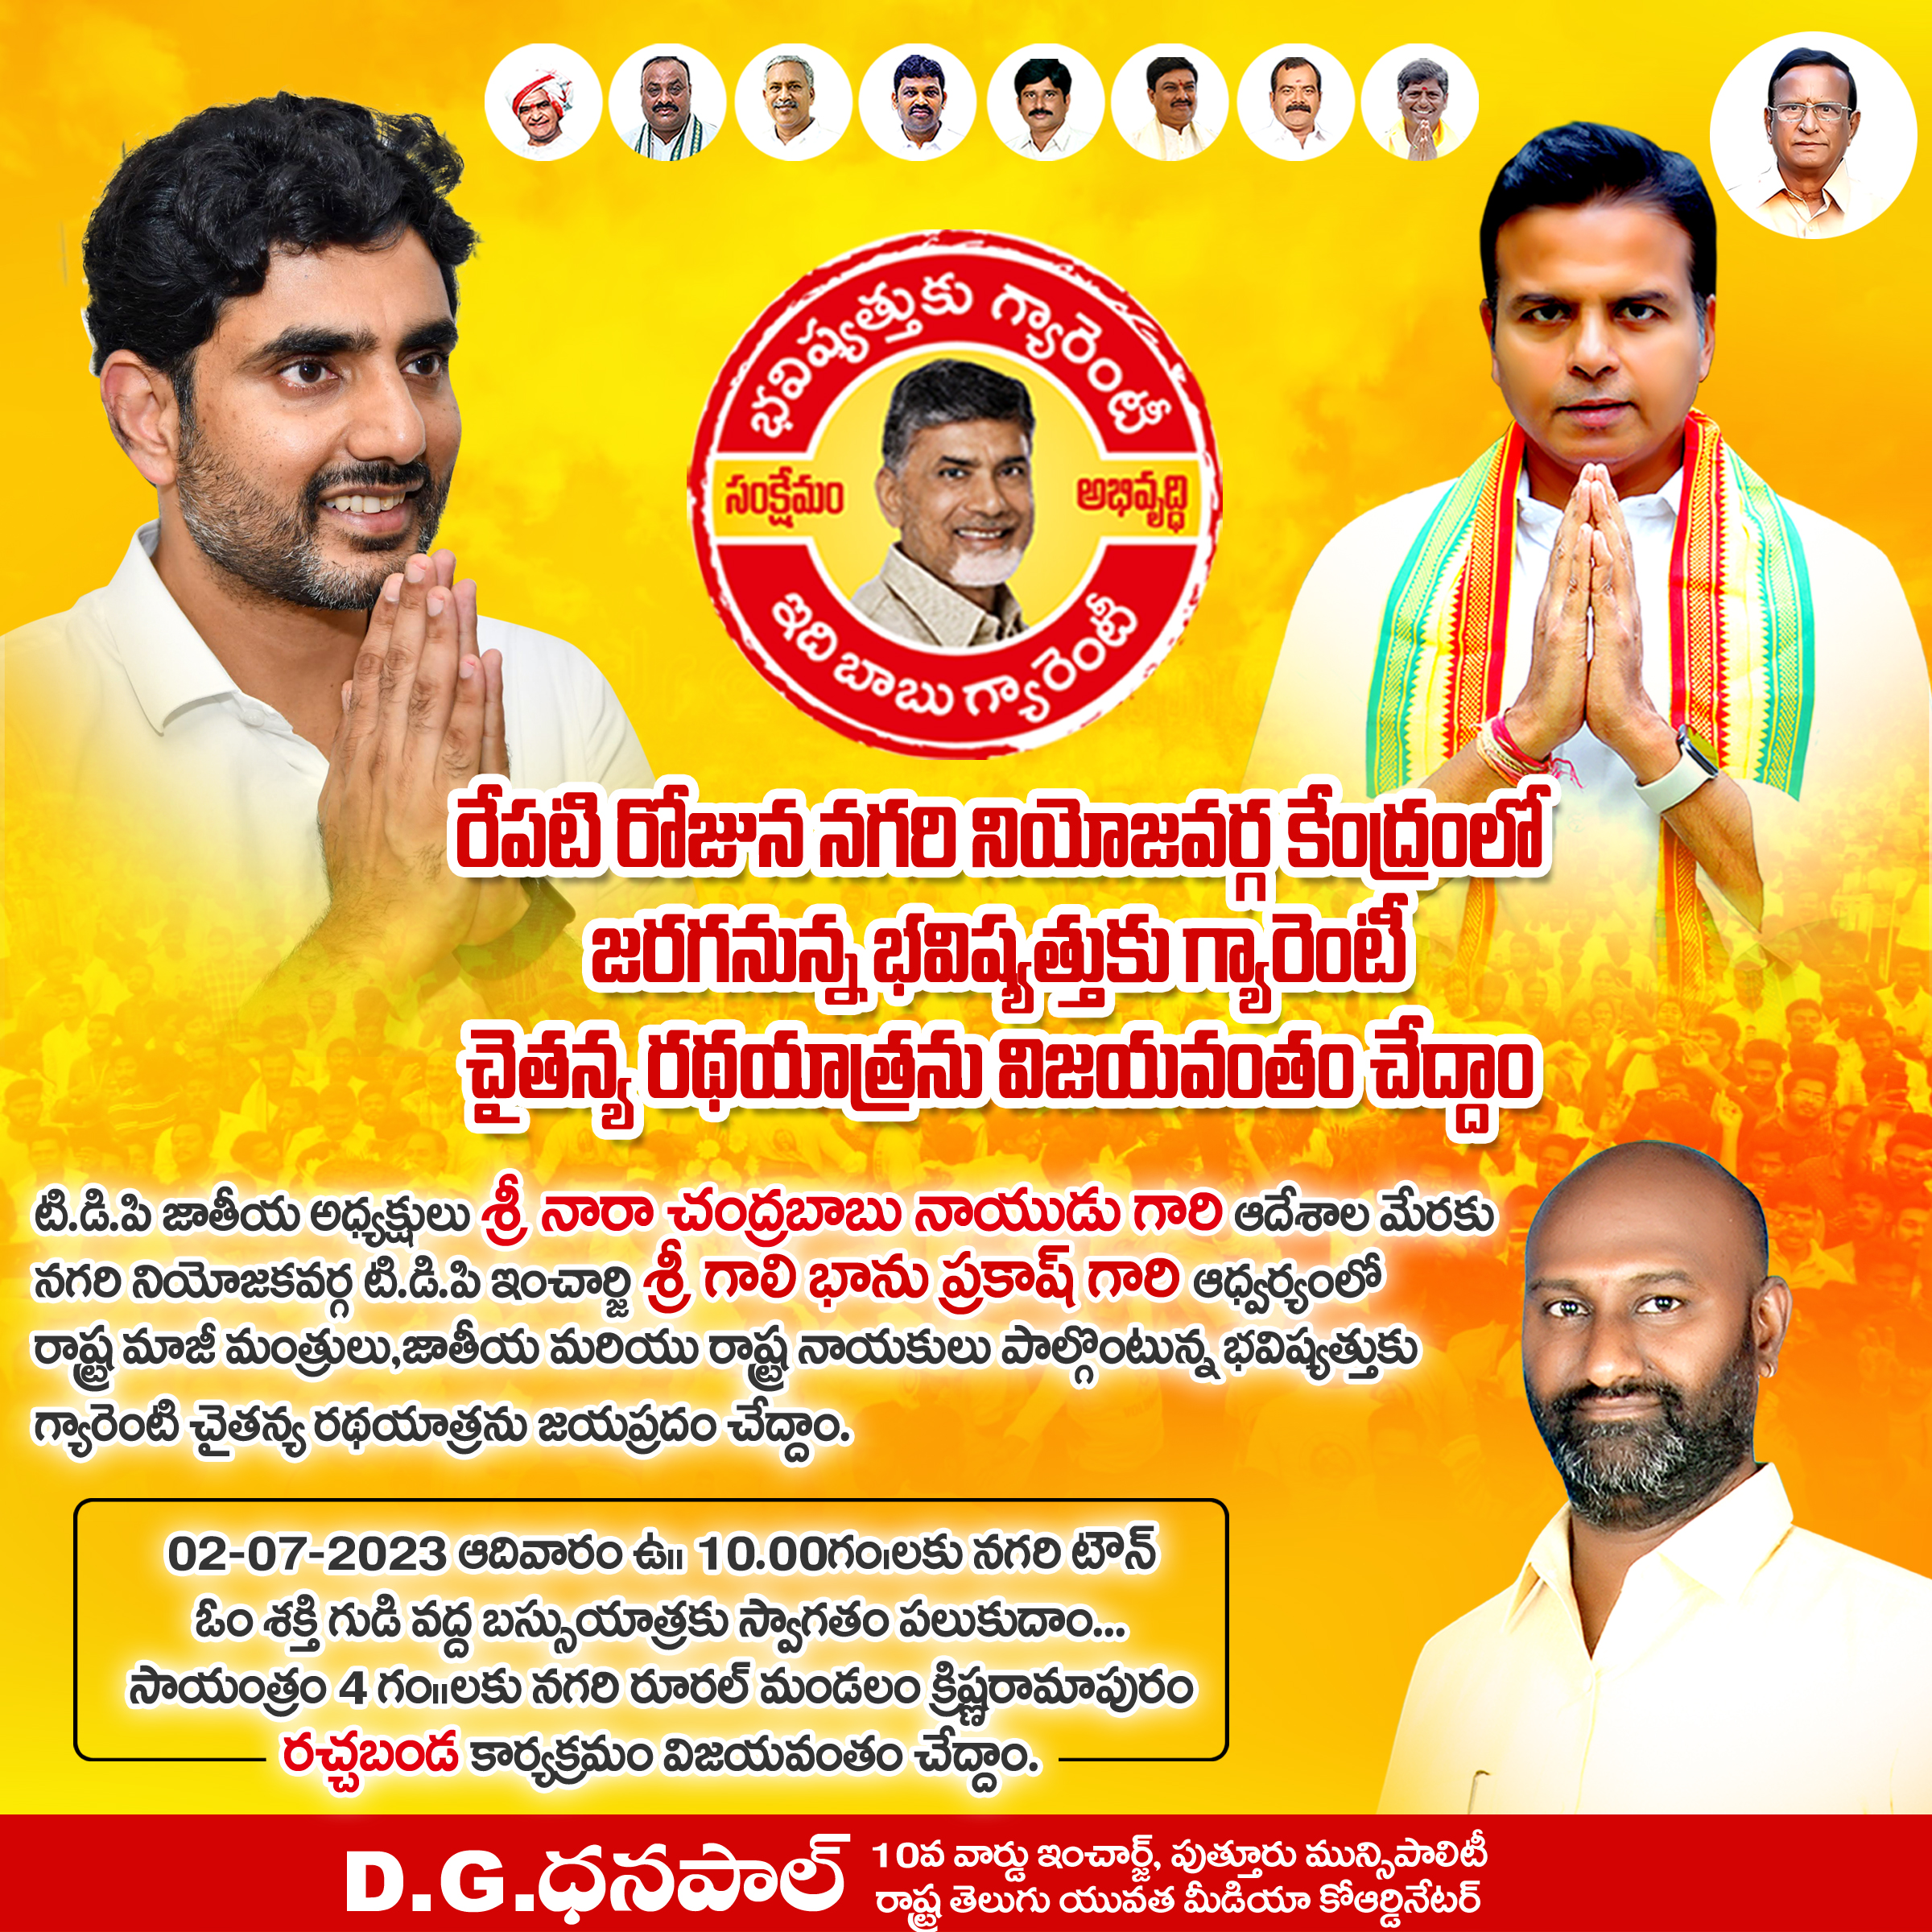 భవిష్యత్తుకు గ్యారెంటీ
సంక్షేమం
అభివృద్ధి
ఇది బాబు గ్యారెంటీ
రేపటి రోజున నగరి నియోజవర్గ కేంద్రంలో
జరగనున్న భవిష్యత్తుకు గ్యారెంటీ
చైతన్య రథయాత్రను విజయవంతం చేద్దాం
టి.డి.పి జాతీయ అధ్యక్షులు శ్రీ నారా చంద్రబాబు నాయుడు గారి ఆదేశాల మేరకు
నగరి నియోజకవర్గ టి.డి.పి ఇంచార్జి శ్రీ గాలి భాను ప్రకాష్ గారి ఆధ్వర్యంలో
రాష్ట్ర మాజీ మంత్రులు,జాతీయ మరియు రాష్ట్ర నాయకులు పాల్గొంటున్న భవిష్యత్తుకు
గ్యారెంటి చైతన్య రథయాత్రను జయప్రదం చేద్దాం.
02-07-2023 ఆదివారం ఉ॥ 10.00గం।లకు నగరి టౌన్
ఓం శక్తి గుడి వద్ద బస్సుయాత్రకు స్వాగతం పలుకుదాం...
సాయంత్రం 4 గం॥లకు నగరి రూరల్ మండలం క్రిష్ణరామాపురం
రచ్చబండ కార్యక్రమం విజయవంతం చేద్దాం.
D.G.ధనపాల్
10వ వార్డు ఇంచార్జ్, పుత్తూరు మున్సిపాలిటీ
రాష్ట్ర తెలుగు యువత మీడియా కోఆర్డినేటర్